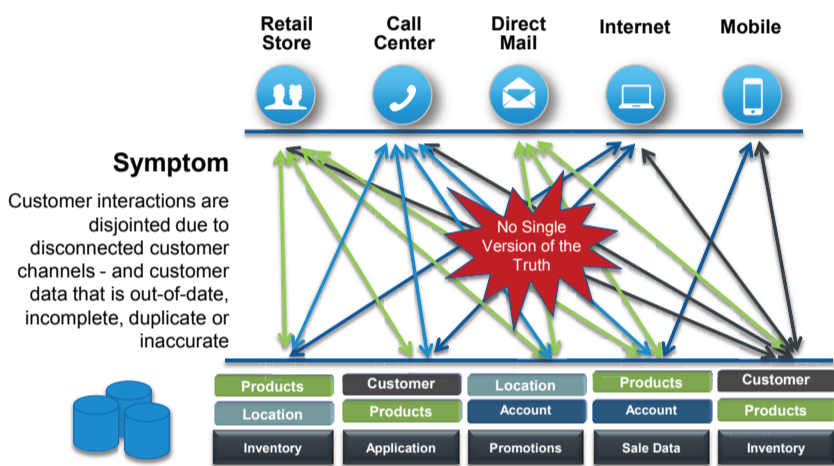 Retail
Store
Call
Center
Direct
Mail
Internet
Mobile
Symptom
Customer interactions are
disjointed due to
disconnected customer
channels - and customer
data that is out-of-date,
incomplete, duplicate or
inaccurate
No Single
Version of the
Truth
Products
Customer
Location
Products
Customer
Location
Products
Account
Account
Products
Inventory
Application
Promotions
Sale Data
Inventory